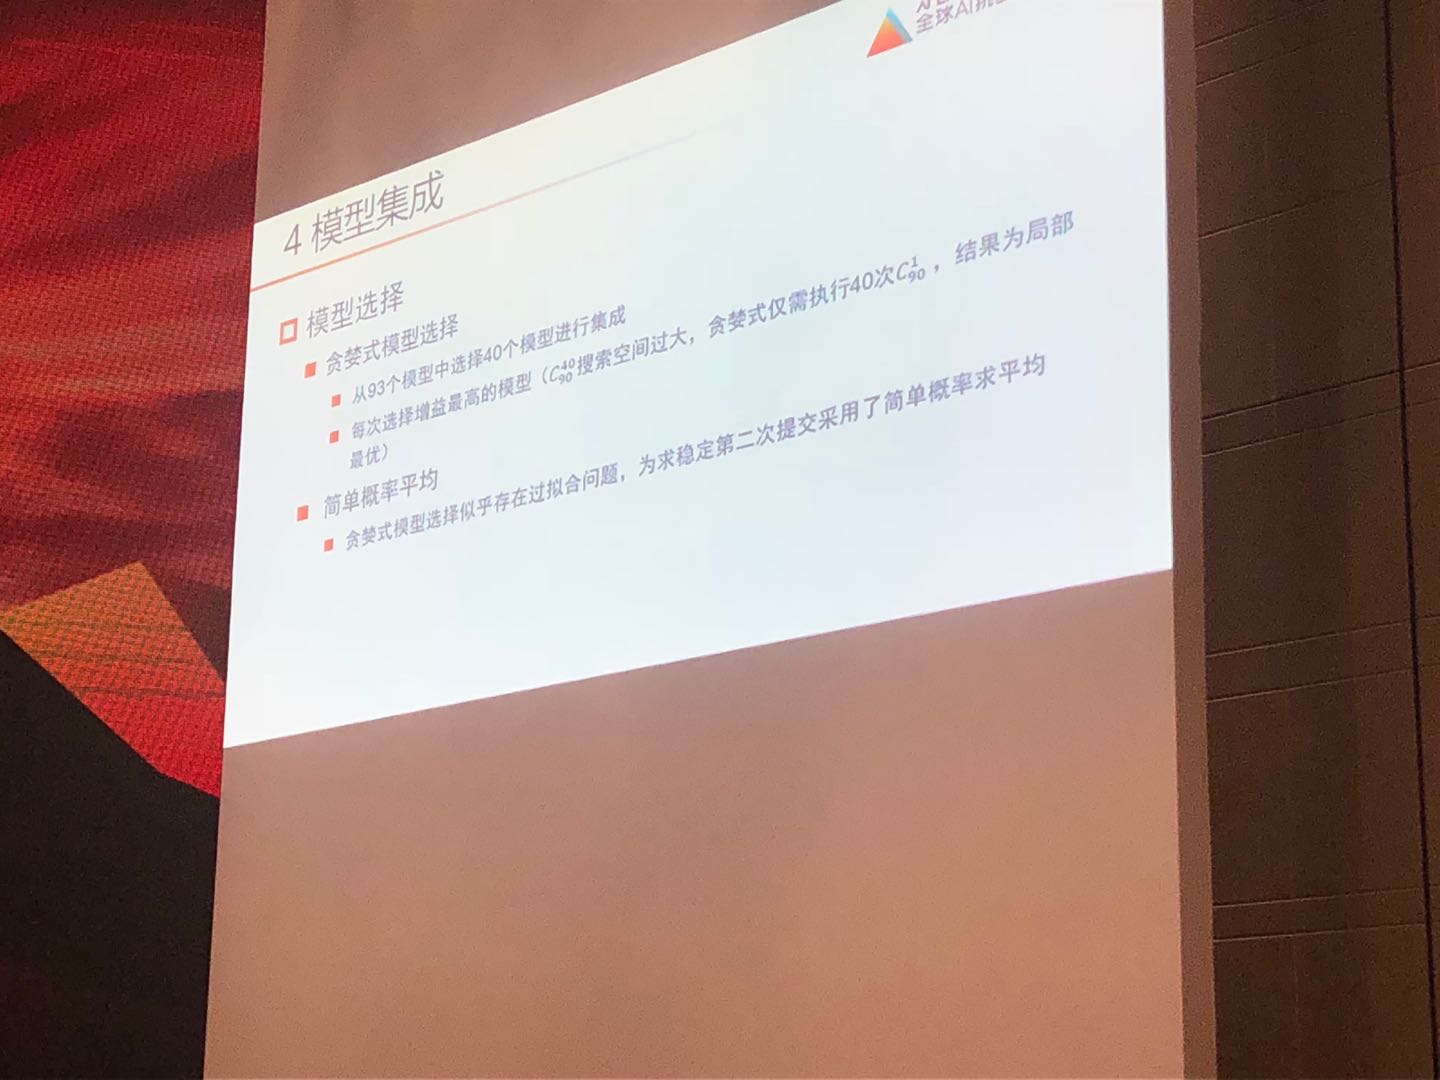 全球AI挑
4 模型集成
模型选择
贪婪式模型选择
从93个模型中选择40个模型进行集成
每次选择增益最高的模型（$C_{90}^{40}$搜索空间过大，贪婪式仅需执行40次$C_{90}^{1}$，结果为局部
最优）
简单概率平均
贪婪式模型选择似乎存在过拟合问题，为求稳定第二次提交采用了简单概率求平均